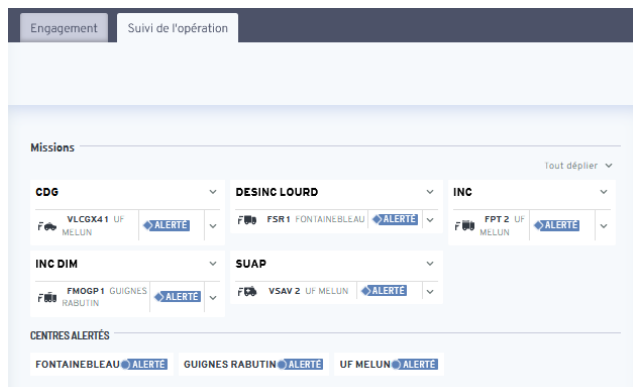 Engagement
Suivi de l'opération
Missions
Tout déplier
CDG
DESINC LOURD
INC
VLCGX41 UF MELUN
ALERTÉ
FSR1 FONTAINEBLEAU
ALERTÉ
FPT 2 UF MELUN
ALERTÉ
INC DIM
SUAP
FMOGP1 GUIGNES RABUTIN
ALERTÉ
VSAV 2 UF MELUN
ALERTÉ
CENTRES ALERTÉS
FONTAINEBLEAU ALERTÉ
GUIGNES RABUTIN ALERTÉ
UF MELUN ALERTÉ